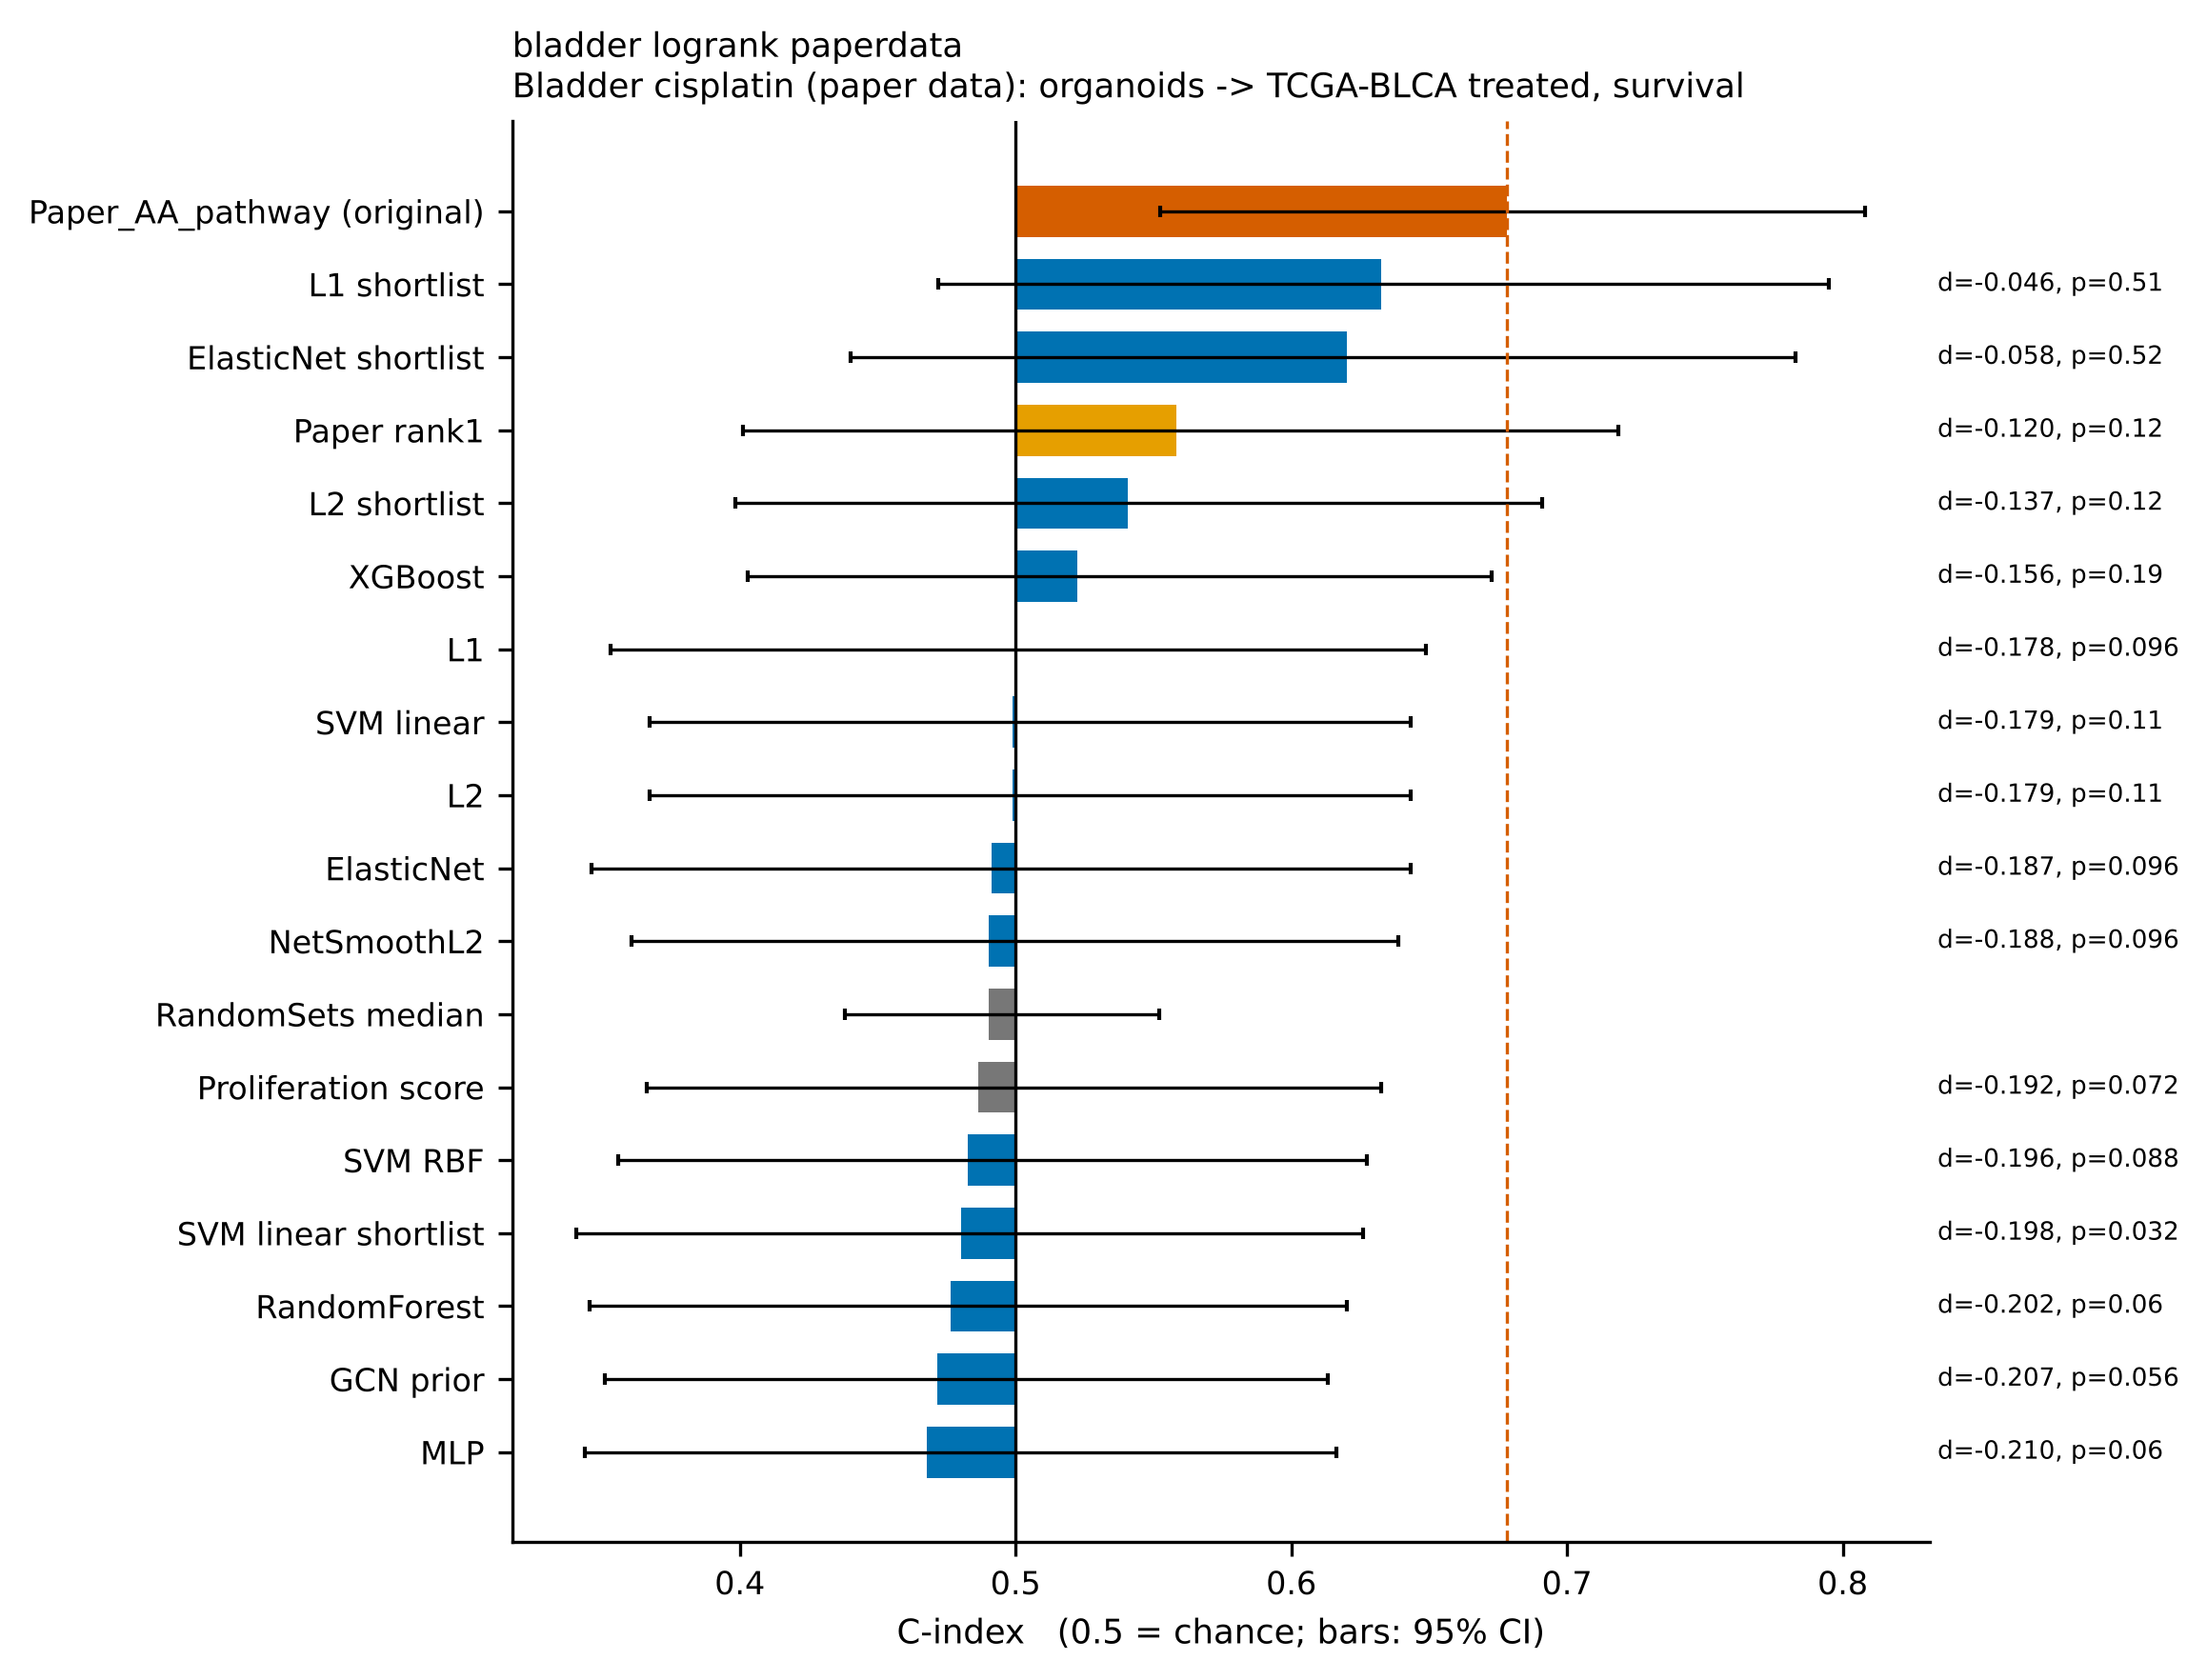 bladder logrank paperdata
Bladder cisplatin (paper data): organoids -> TCGA-BLCA treated, survival
Paper_AA_pathway (original)
L1 shortlist d=-0.046, p=0.51
ElasticNet shortlist d=-0.058, p=0.52
Paper rank1 d=-0.120, p=0.12
L2 shortlist d=-0.137, p=0.12
XGBoost d=-0.156, p=0.19
L1 d=-0.178, p=0.096
SVM linear d=-0.179, p=0.11
L2 d=-0.179, p=0.11
ElasticNet d=-0.187, p=0.096
NetSmoothL2 d=-0.188, p=0.096
RandomSets median
Proliferation score d=-0.192, p=0.072
SVM RBF d=-0.196, p=0.088
SVM linear shortlist d=-0.198, p=0.032
RandomForest d=-0.202, p=0.06
GCN prior d=-0.207, p=0.056
MLP d=-0.210, p=0.06
0.4 0.5 0.6 0.7 0.8
C-index (0.5 = chance; bars: 95% CI)